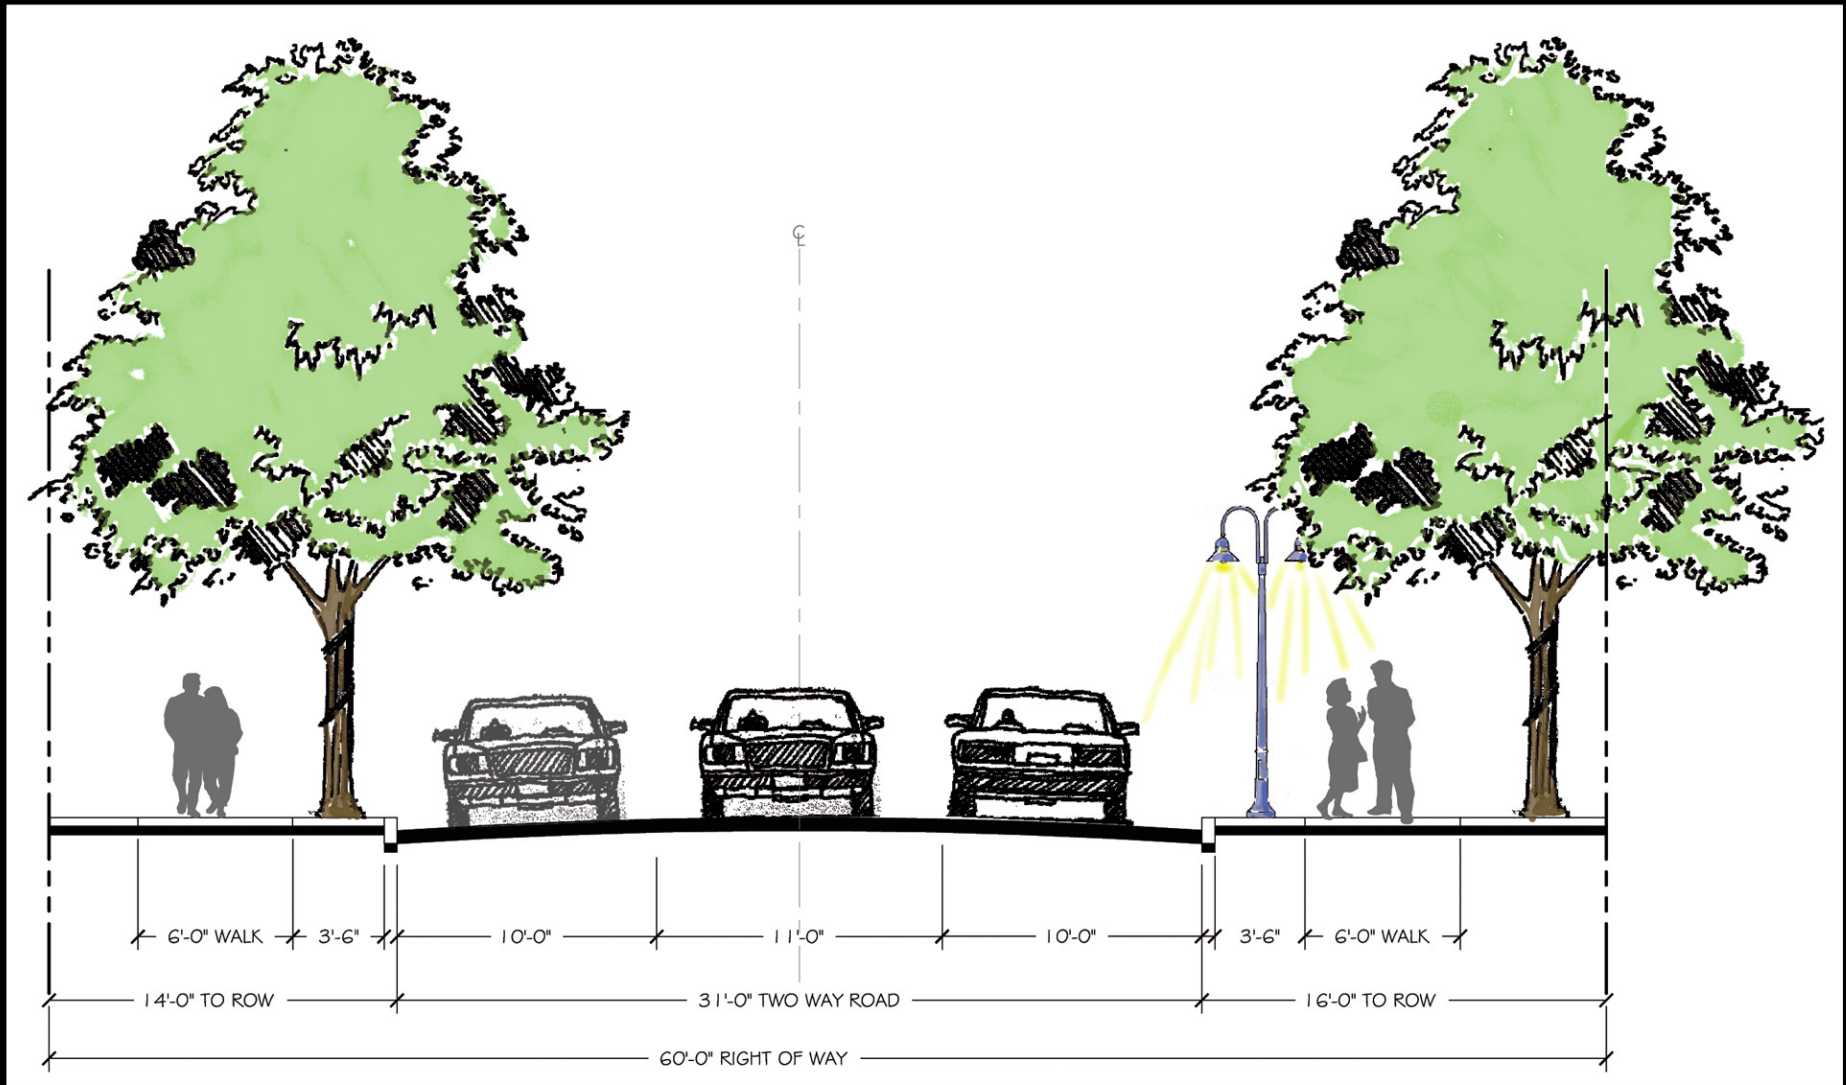 ℄
6'-0" WALK 3'-6" 10'-0" 11'-0" 10'-0" 3'-6" 6'-0" WALK
14'-0" TO ROW 31'-0" TWO WAY ROAD 16'-0" TO ROW
60'-0" RIGHT OF WAY